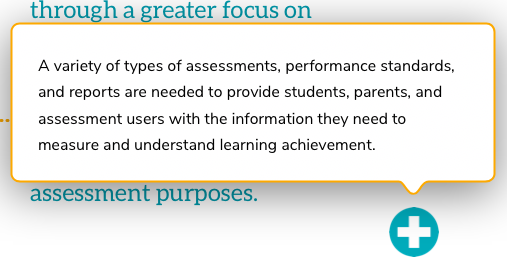 through a greater focus on
A variety of types of assessments, performance standards,
and reports are needed to provide students, parents, and
assessment users with the information they need to
measure and understand learning achievement.
assessment purposes.